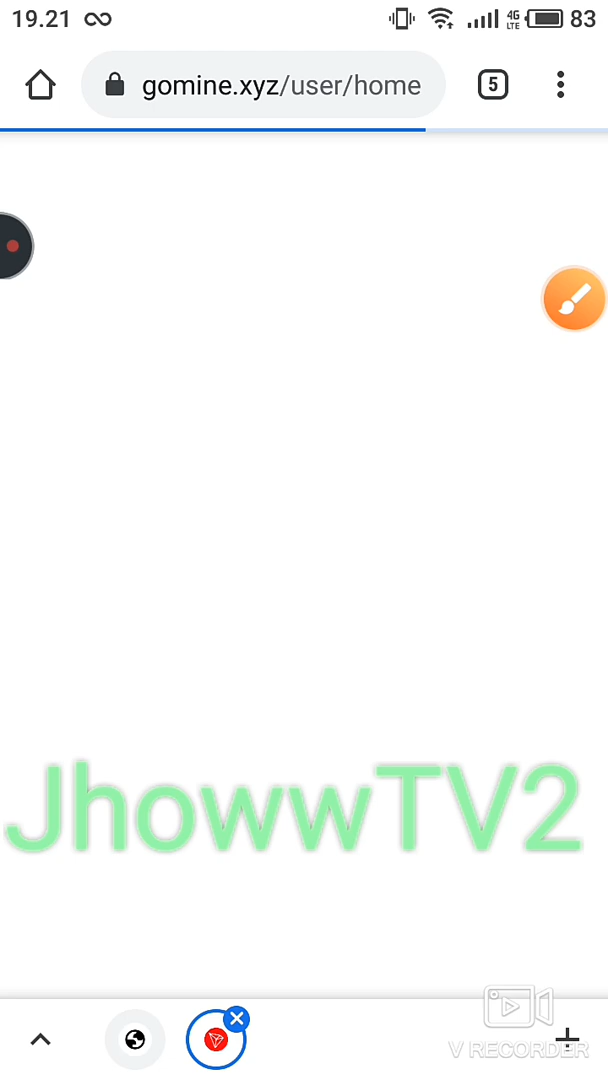 19.21
4G
LTE
83
gomine.xyz/user/home
5
JhowwTV2
V RECORDER